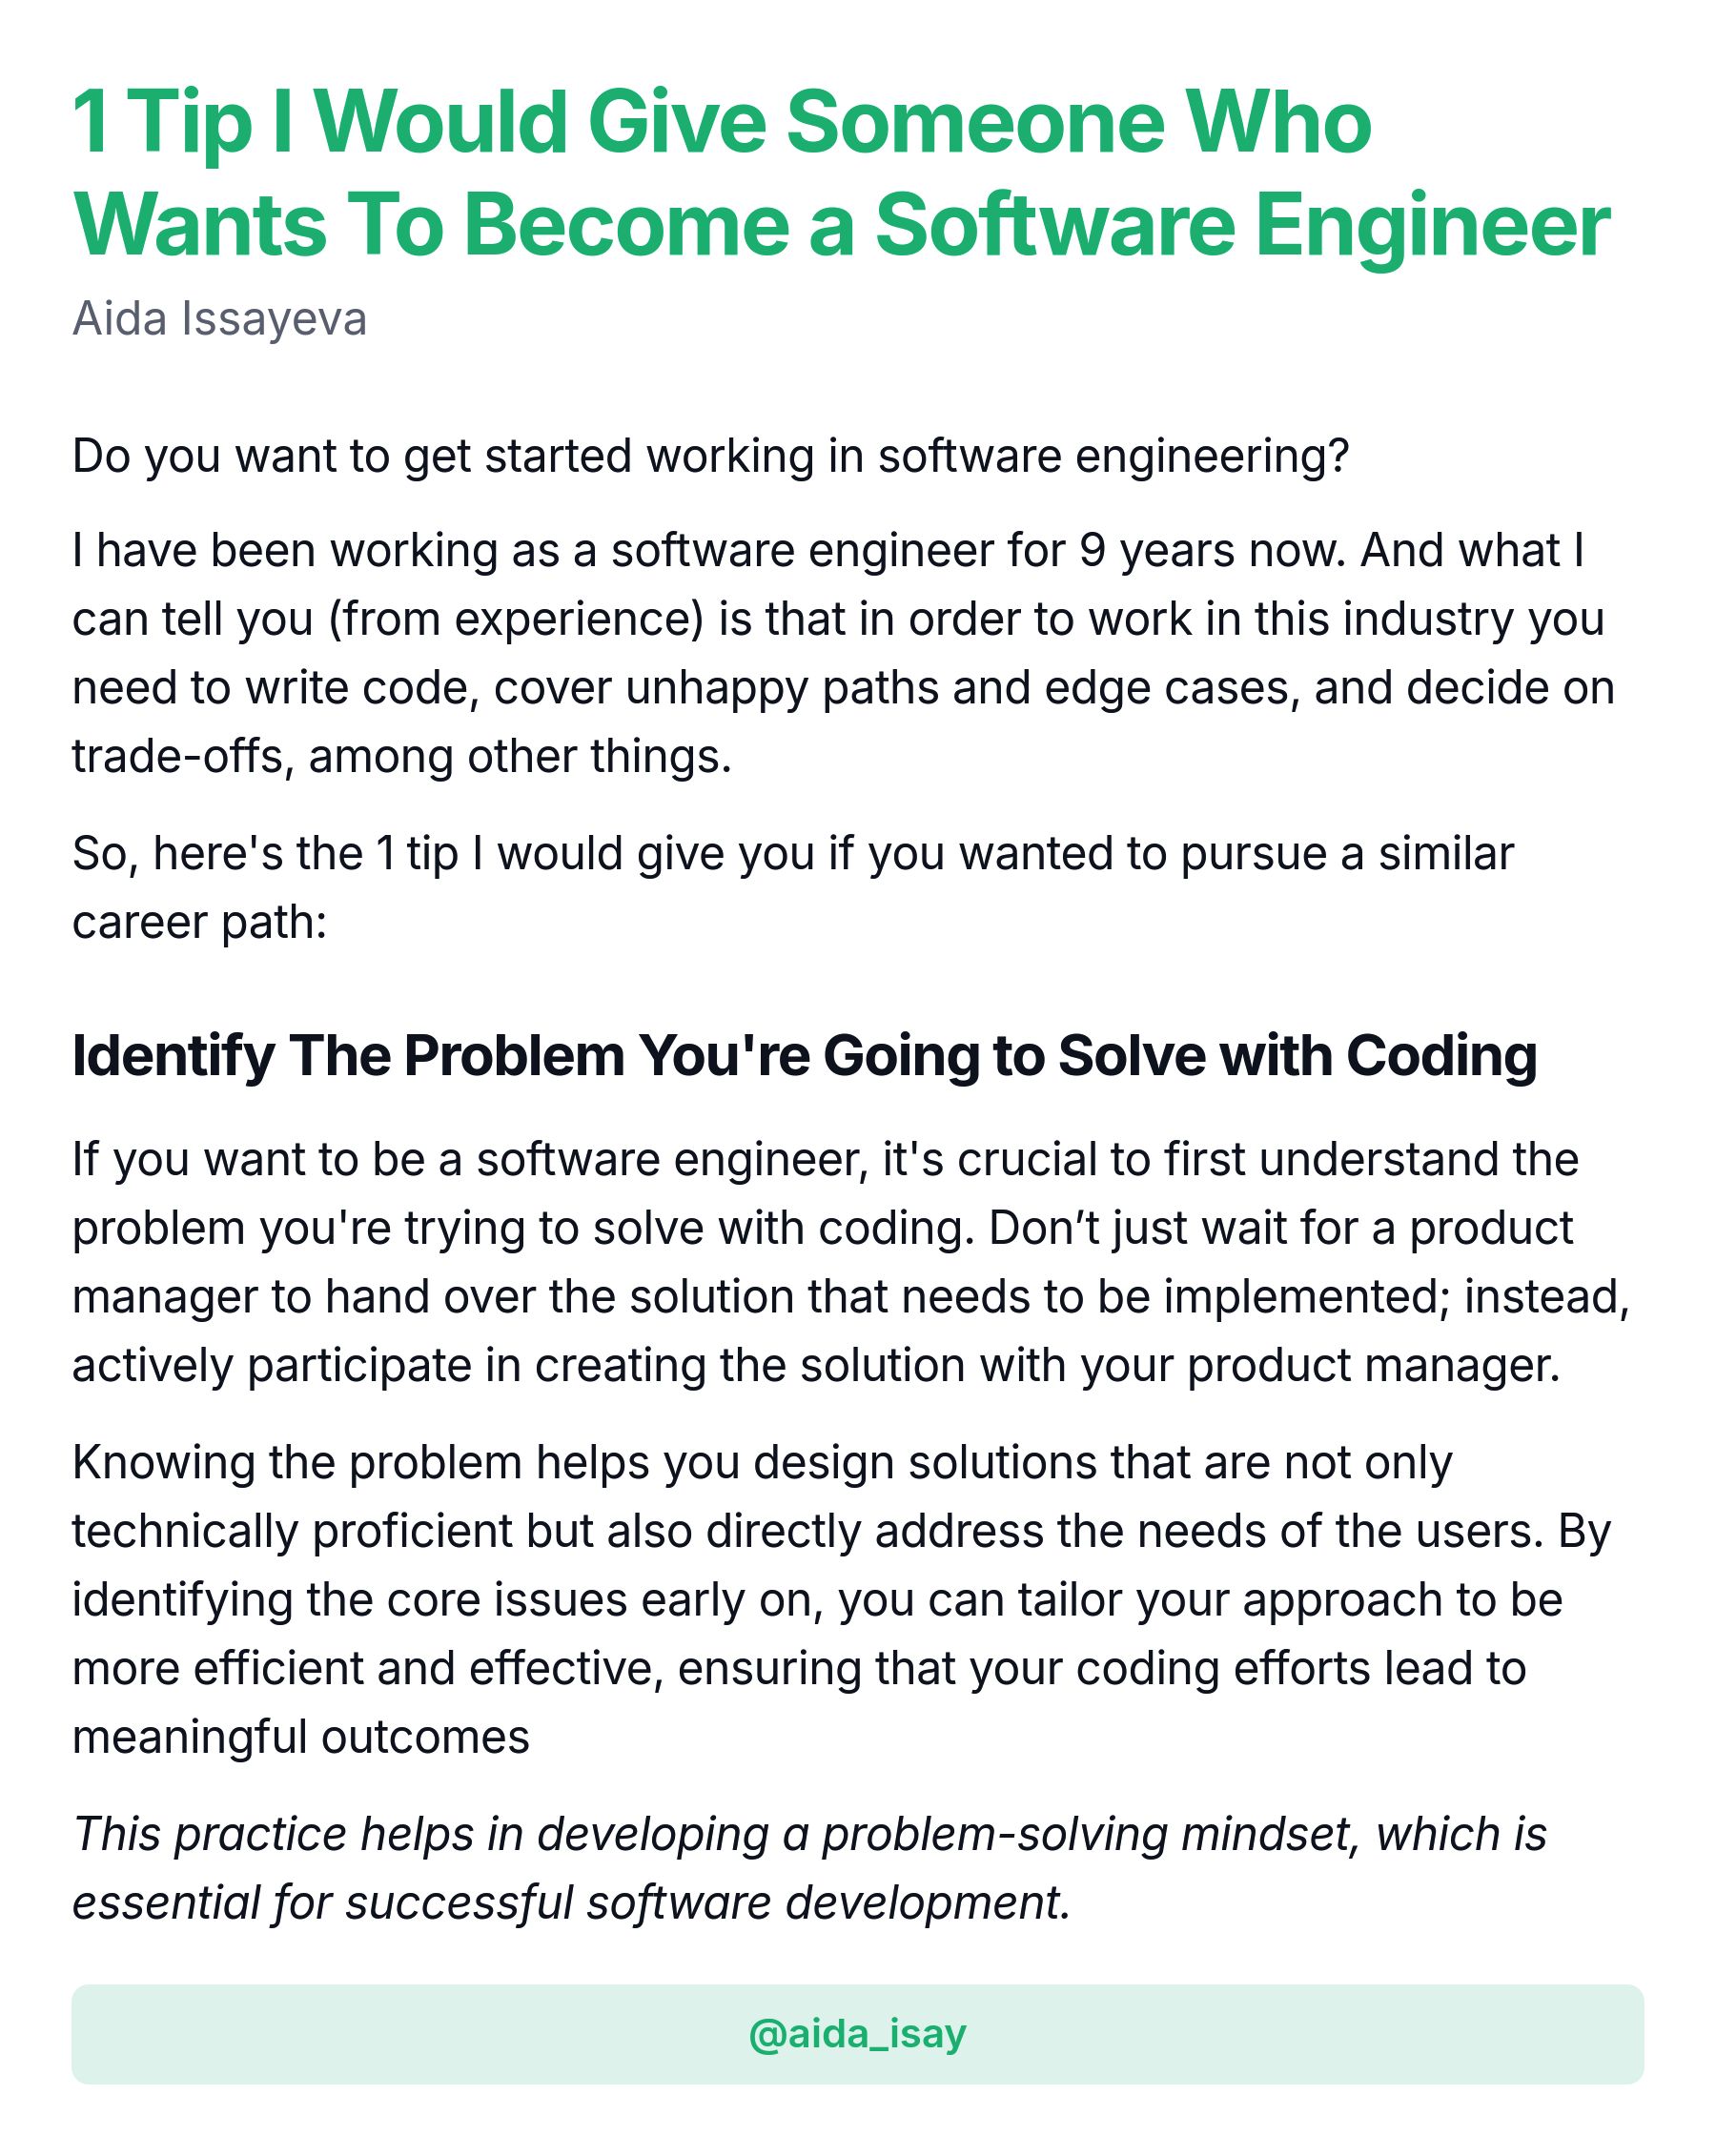 1 Tip I Would Give Someone Who
Wants To Become a Software Engineer
Aida Issayeva
Do you want to get started working in software engineering?
I have been working as a software engineer for 9 years now. And what I
can tell you (from experience) is that in order to work in this industry you
need to write code, cover unhappy paths and edge cases, and decide on
trade-offs, among other things.
So, here's the 1 tip I would give you if you wanted to pursue a similar
career path:
Identify The Problem You're Going to Solve with Coding
If you want to be a software engineer, it's crucial to first understand the
problem you're trying to solve with coding. Don’t just wait for a product
manager to hand over the solution that needs to be implemented; instead,
actively participate in creating the solution with your product manager.
Knowing the problem helps you design solutions that are not only
technically proficient but also directly address the needs of the users. By
identifying the core issues early on, you can tailor your approach to be
more efficient and effective, ensuring that your coding efforts lead to
meaningful outcomes
This practice helps in developing a problem-solving mindset, which is
essential for successful software development.
@aida_isay